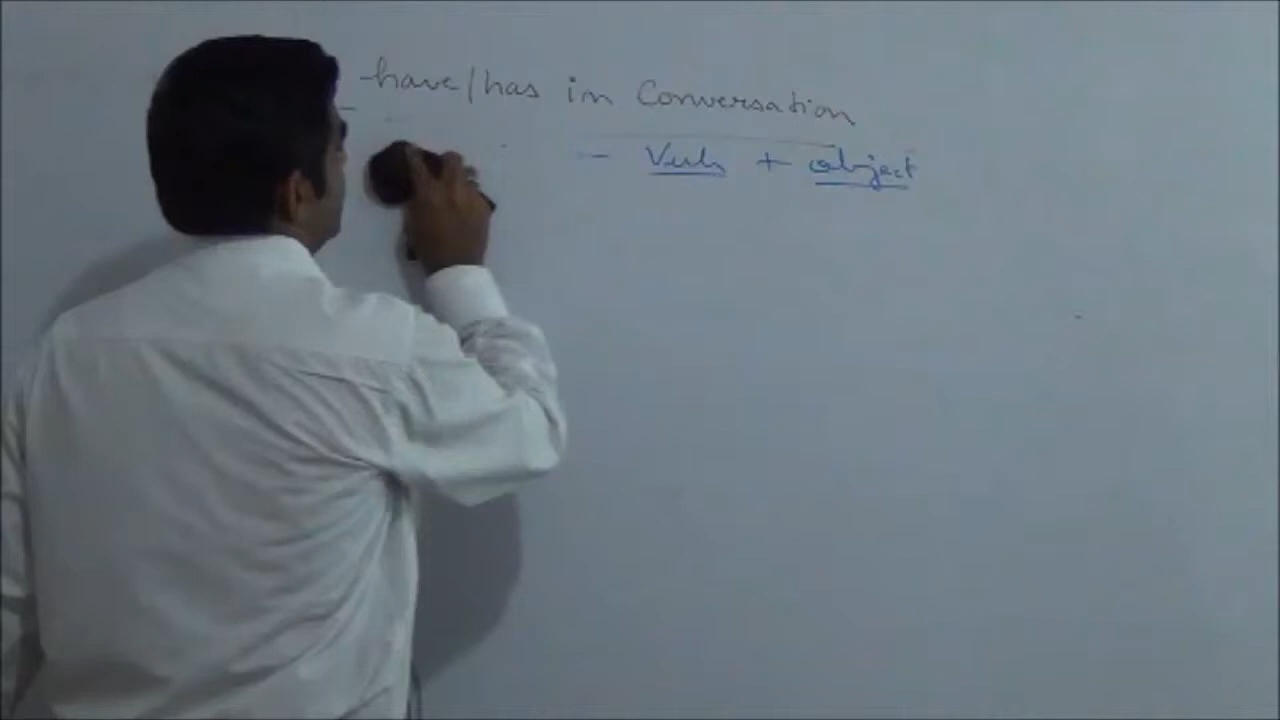 have/has in Conversation
- Verb + object